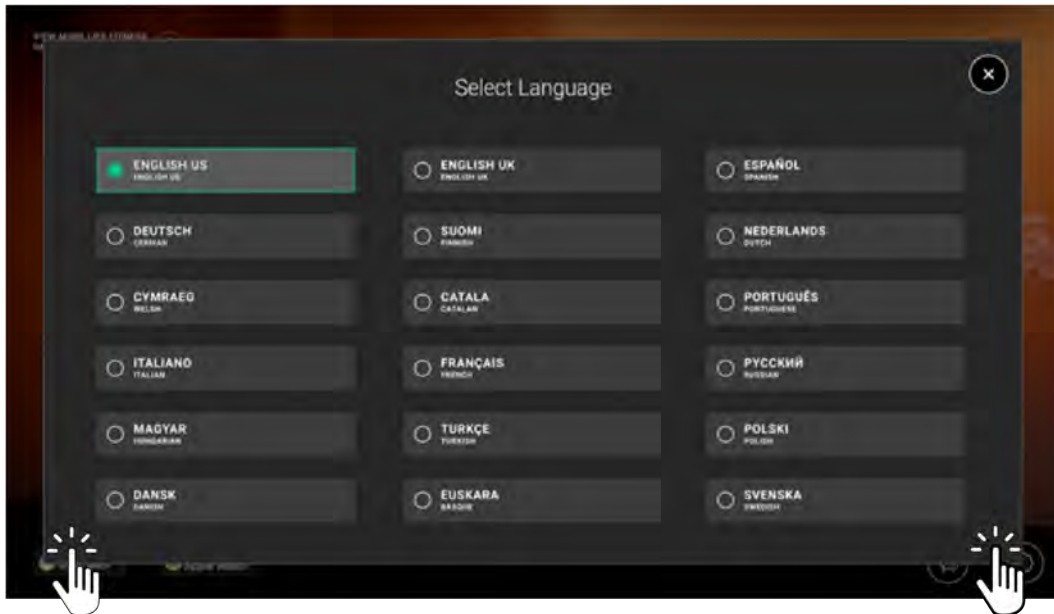 Select Language
ENGLISH US
ENGLISH US
ENGLISH UK
ENGLISH UK
ESPAÑOL
SPANISH
DEUTSCH
GERMAN
SUOMI
FINNISH
NEDERLANDS
DUTCH
CYMRAEG
WELSH
CATALA
CATALAN
PORTUGUÊS
PORTUGUESE
ITALIANO
ITALIAN
FRANÇAIS
FRENCH
РУССКИЙ
RUSSIAN
MAGYAR
HUNGARIAN
TURKÇE
TURKISH
POLSKI
POLISH
DANSK
DANISH
EUSKARA
BASQUE
SVENSKA
SWEDISH